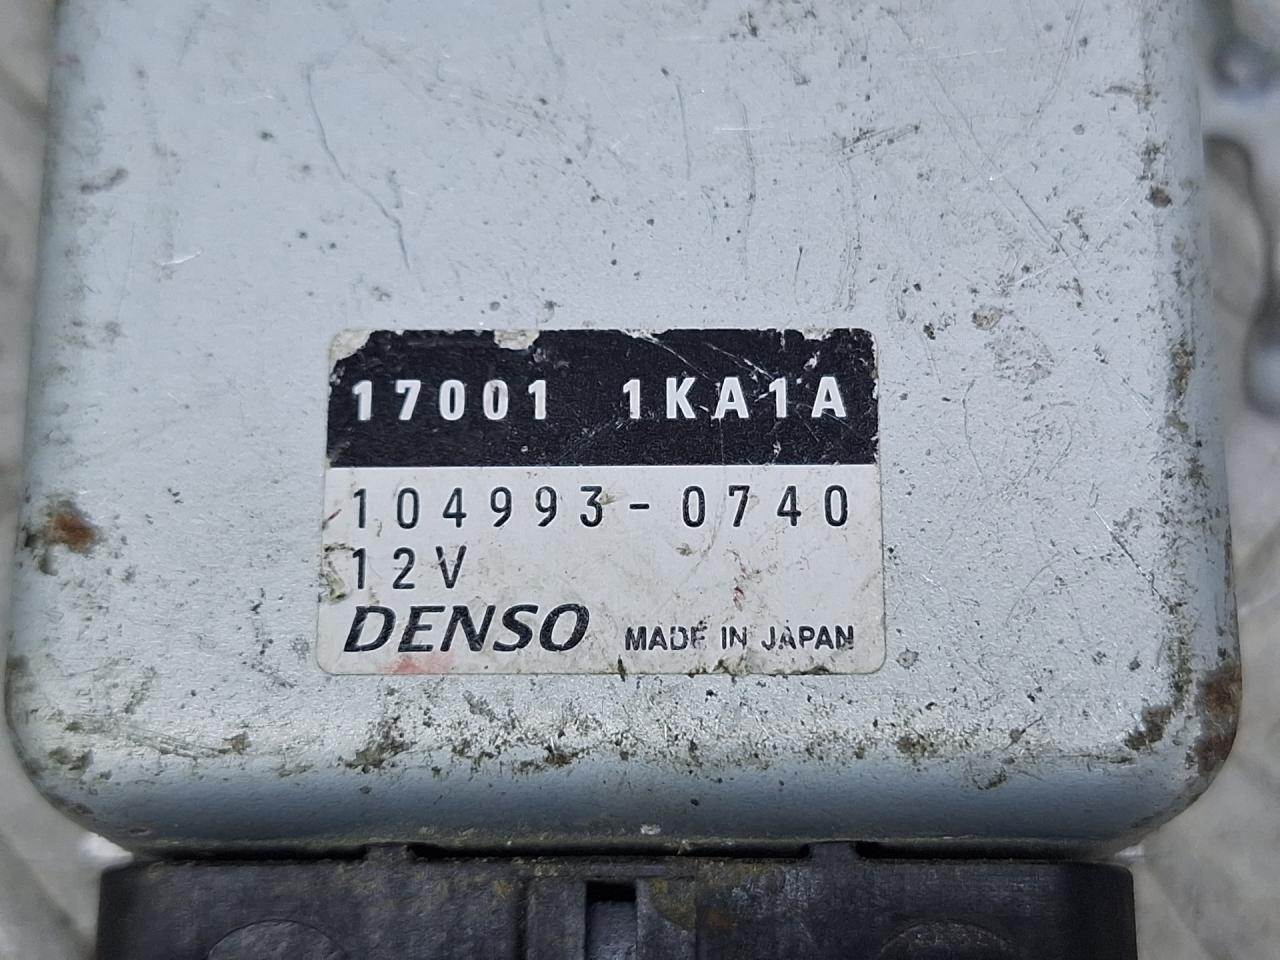 17001 1KA1A
104993-0740
12V
DENSO MADE IN JAPAN